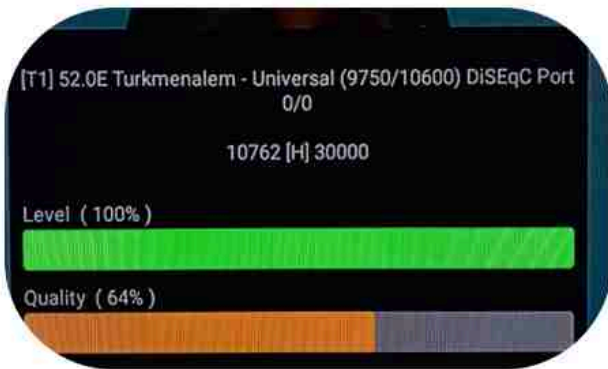 [T1] 52.0E Turkmenalem - Universal (9750/10600) DiSEqC Port
0/0
10762 [H] 30000
Level ( 100% )
Quality ( 64% )